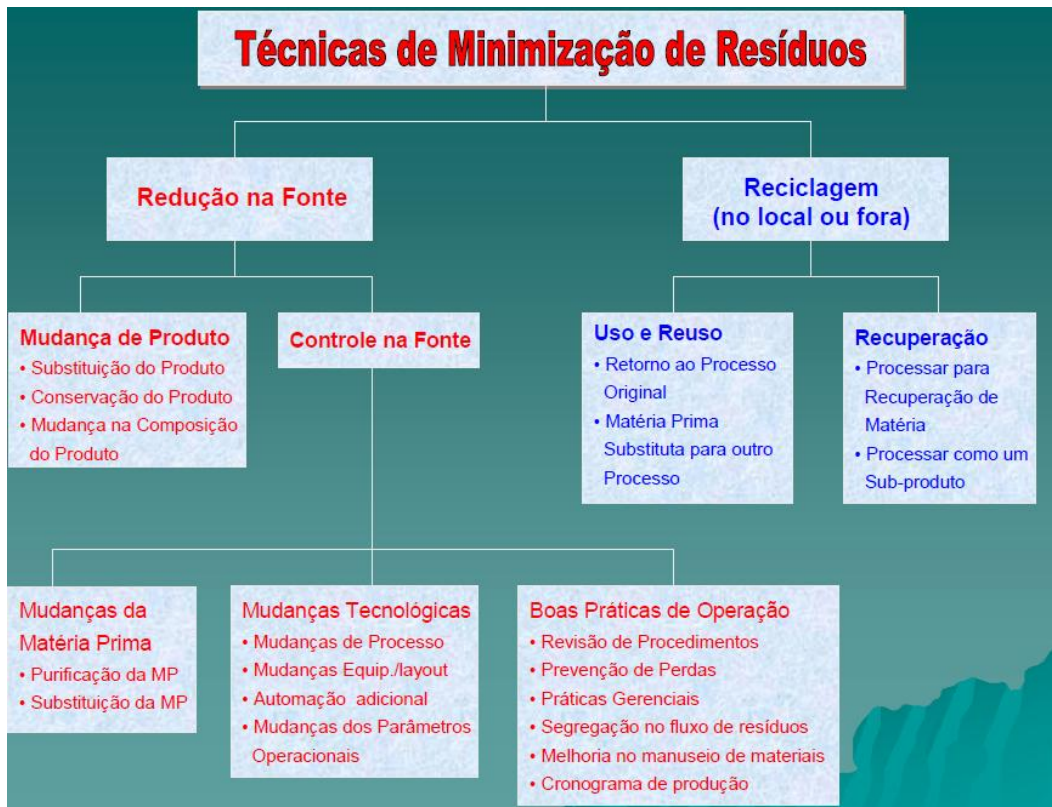 Técnicas de Minimização de Resíduos
Redução na Fonte
Reciclagem
(no local ou fora)
Mudança de Produto
• Substituição do Produto
• Conservação do Produto
• Mudança na Composição
do Produto
Controle na Fonte
Uso e Reuso
• Retorno ao Processo
Original
• Matéria Prima
Substituta para outro
Processo
Recuperação
• Processar para
Recuperação de
Matéria
• Processar como um
Sub-produto
Mudanças da
Matéria Prima
• Purificação da MP
• Substituição da MP
Mudanças Tecnológicas
• Mudanças de Processo
• Mudanças Equip./layout
• Automação adicional
• Mudanças dos Parâmetros
Operacionais
Boas Práticas de Operação
• Revisão de Procedimentos
• Prevenção de Perdas
• Práticas Gerenciais
• Segregação no fluxo de resíduos
• Melhoria no manuseio de materiais
• Cronograma de produção